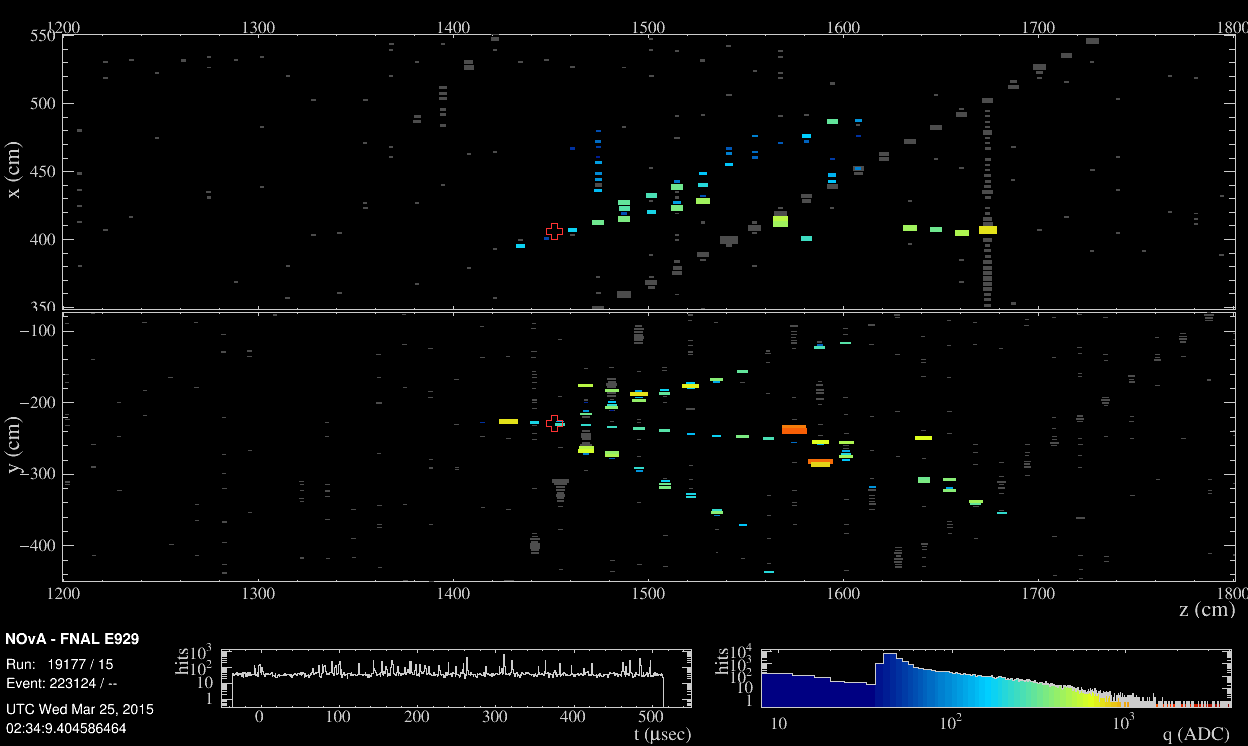 1200 1300 1400 1500 1600 1700 1800
550
500
450
400
350
x (cm)
−100
−200
−300
−400
y (cm)
1200 1300 1400 1500 1600 1700 1800
z (cm)
NOvA - FNAL E929
Run: 19177 / 15
Event: 223124 / --
UTC Wed Mar 25, 2015
02:34:9.404586464
hits
10³
10²
10
1
0 100 200 300 400 500
t (μsec)
hits
10⁴
10³
10²
10
1
10 10² 10³
q (ADC)